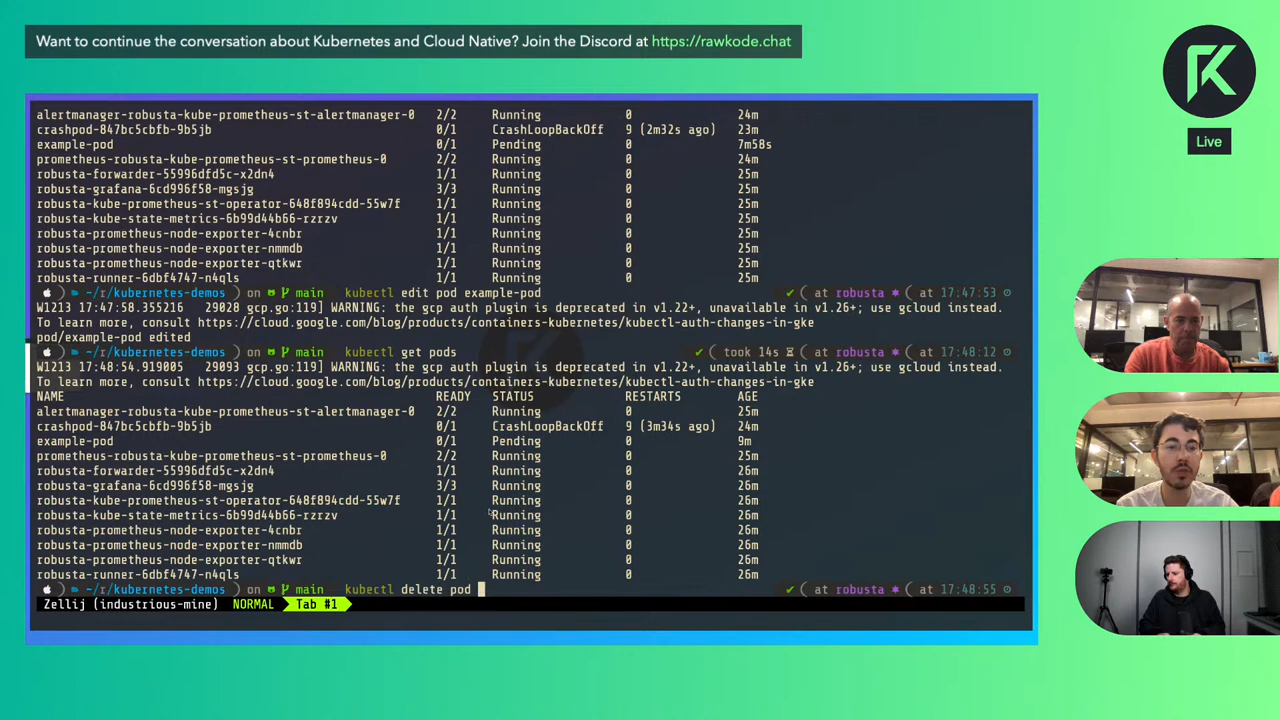 Want to continue the conversation about Kubernetes and Cloud Native? Join the Discord at https://rawkode.chat
Live
alertmanager-robusta-kube-prometheus-st-alertmanager-0 2/2 Running 0 24m
crashpod-847bc5cbfb-9b5jb 0/1 CrashLoopBackOff 9 (2m32s ago) 23m
example-pod 0/1 Pending 0 7m58s
prometheus-robusta-kube-prometheus-st-prometheus-0 2/2 Running 0 24m
robusta-forwarder-55996dfd5c-x2dn4 1/1 Running 0 25m
robusta-grafana-6cd996f58-mgsjg 3/3 Running 0 25m
robusta-kube-prometheus-st-operator-648f894cdd-55w7f 1/1 Running 0 25m
robusta-kube-state-metrics-6b99d44b66-rzrzv 1/1 Running 0 25m
robusta-prometheus-node-exporter-4cnbr 1/1 Running 0 25m
robusta-prometheus-node-exporter-nmmdb 1/1 Running 0 25m
robusta-prometheus-node-exporter-qtkwr 1/1 Running 0 25m
robusta-runner-6dbf4747-n4qls 1/1 Running 0 25m
~/r/kubernetes-demos on main kubectl edit pod example-pod ✔ at robusta at 17:47:53
W1213 17:47:58.355216 29028 gcp.go:119] WARNING: the gcp auth plugin is deprecated in v1.22+, unavailable in v1.26+; use gcloud instead.
To learn more, consult https://cloud.google.com/blog/products/containers-kubernetes/kubectl-auth-changes-in-gke
pod/example-pod edited
~/r/kubernetes-demos on main kubectl get pods ✔ took 14s at robusta at 17:48:12
W1213 17:48:54.919005 29093 gcp.go:119] WARNING: the gcp auth plugin is deprecated in v1.22+, unavailable in v1.26+; use gcloud instead.
To learn more, consult https://cloud.google.com/blog/products/containers-kubernetes/kubectl-auth-changes-in-gke
NAME READY STATUS RESTARTS AGE
alertmanager-robusta-kube-prometheus-st-alertmanager-0 2/2 Running 0 25m
crashpod-847bc5cbfb-9b5jb 0/1 CrashLoopBackOff 9 (3m34s ago) 24m
example-pod 0/1 Pending 0 9m
prometheus-robusta-kube-prometheus-st-prometheus-0 2/2 Running 0 25m
robusta-forwarder-55996dfd5c-x2dn4 1/1 Running 0 26m
robusta-grafana-6cd996f58-mgsjg 3/3 Running 0 26m
robusta-kube-prometheus-st-operator-648f894cdd-55w7f 1/1 Running 0 26m
robusta-kube-state-metrics-6b99d44b66-rzrzv 1/1 Running 0 26m
robusta-prometheus-node-exporter-4cnbr 1/1 Running 0 26m
robusta-prometheus-node-exporter-nmmdb 1/1 Running 0 26m
robusta-prometheus-node-exporter-qtkwr 1/1 Running 0 26m
robusta-runner-6dbf4747-n4qls 1/1 Running 0 26m
~/r/kubernetes-demos on main kubectl delete pod ✔ at robusta at 17:48:55
Zellij (industrious-mine) NORMAL Tab #1